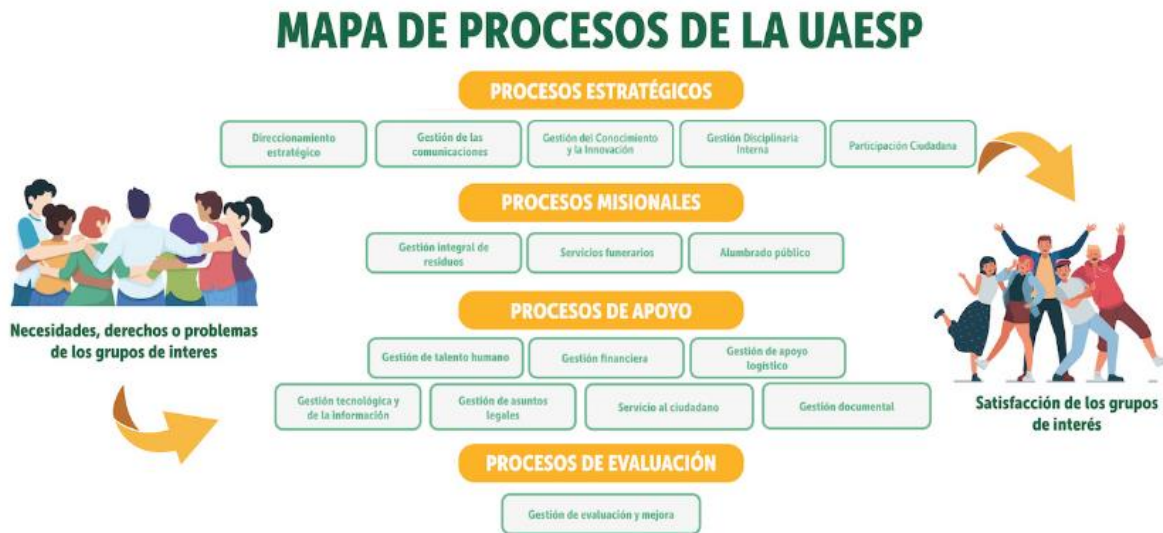 MAPA DE PROCESOS DE LA UAESP
PROCESOS ESTRATÉGICOS
Direccionamiento
estratégico
Gestión de las
comunicaciones
Gestión del Conocimiento
y la Innovación
Gestión Disciplinaria
Interna
Participación Ciudadana
PROCESOS MISIONALES
Gestión integral de
residuos
Servicios funerarios
Alumbrado público
Necesidades, derechos o problemas
de los grupos de interes
PROCESOS DE APOYO
Gestión de talento humano
Gestión financiera
Gestión de apoyo
logístico
Gestión tecnológica y
de la información
Gestión de asuntos
legales
Servicio al ciudadano
Gestión documental
Satisfacción de los grupos
de interés
PROCESOS DE EVALUACIÓN
Gestión de evaluación y mejora